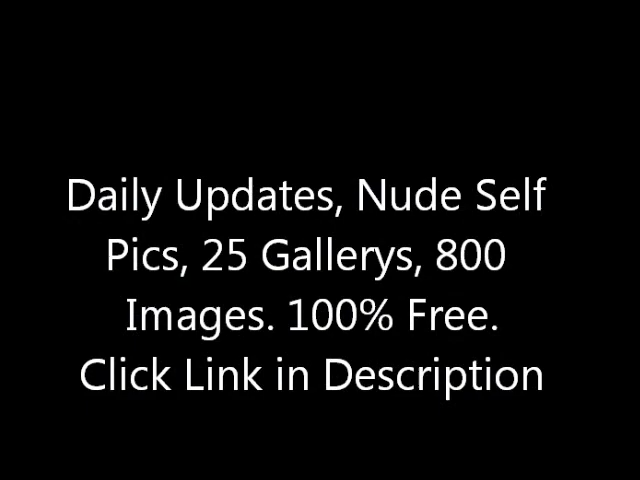 Daily Updates, Nude Self
Pics, 25 Gallerys, 800
Images. 100% Free.
Click Link in Description